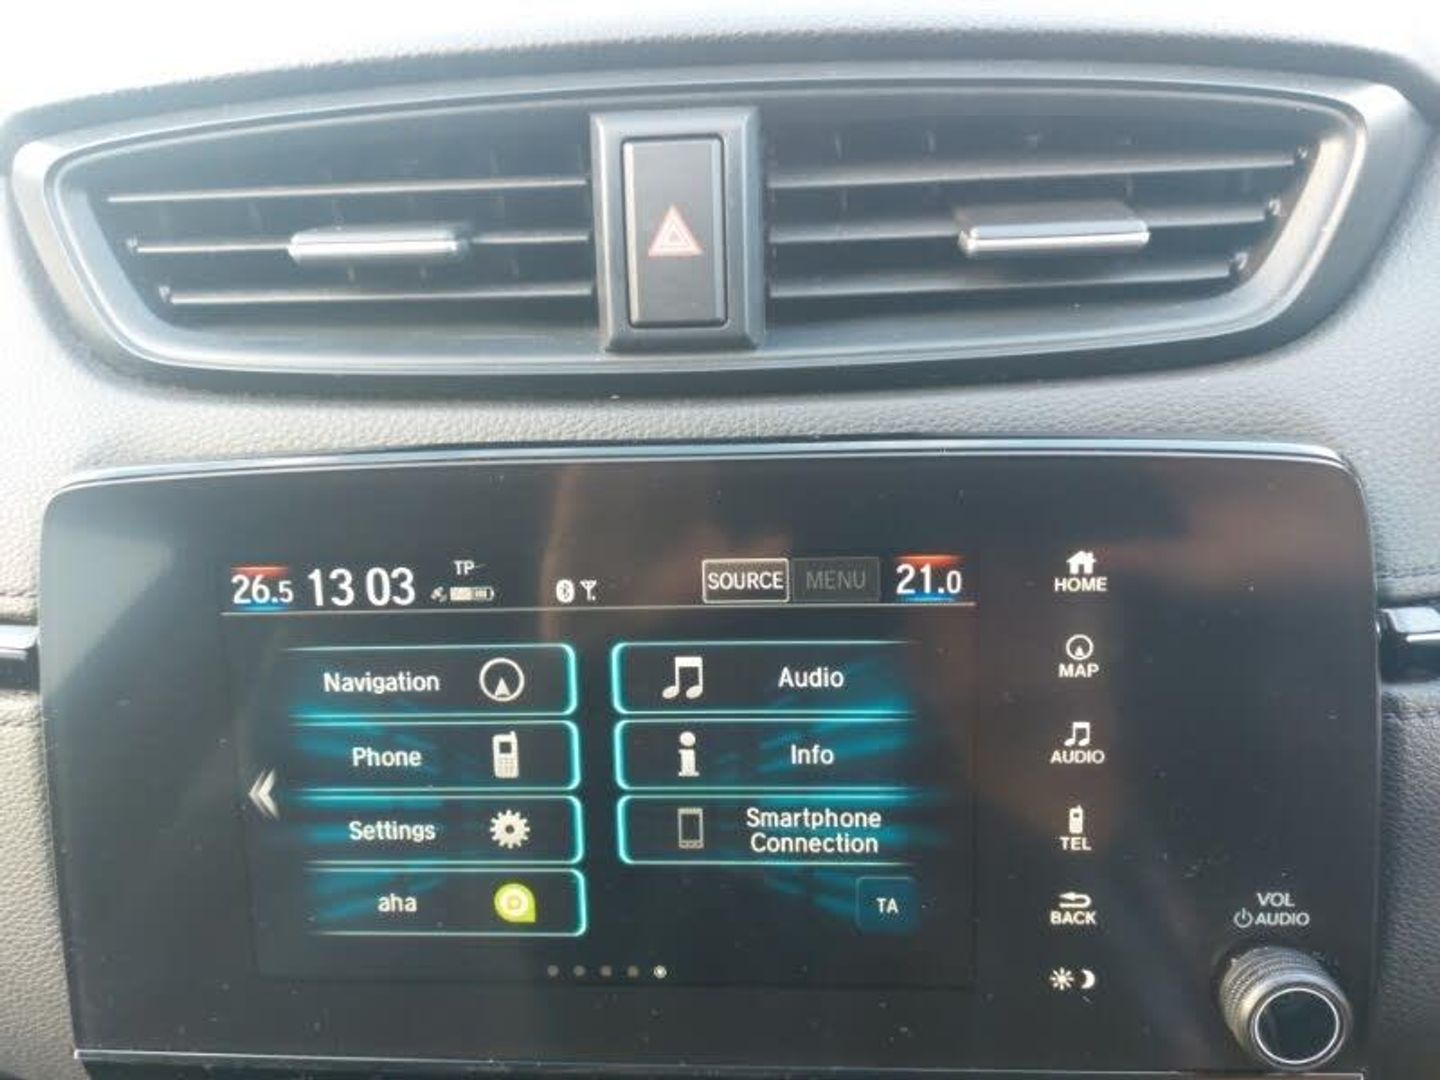 26.5 13 03 TP SOURCE MENU 21.0
HOME
MAP
AUDIO
TEL
BACK
Navigation
Audio
Phone
Info
Settings
Smartphone
Connection
aha
TA
VOL
AUDIO